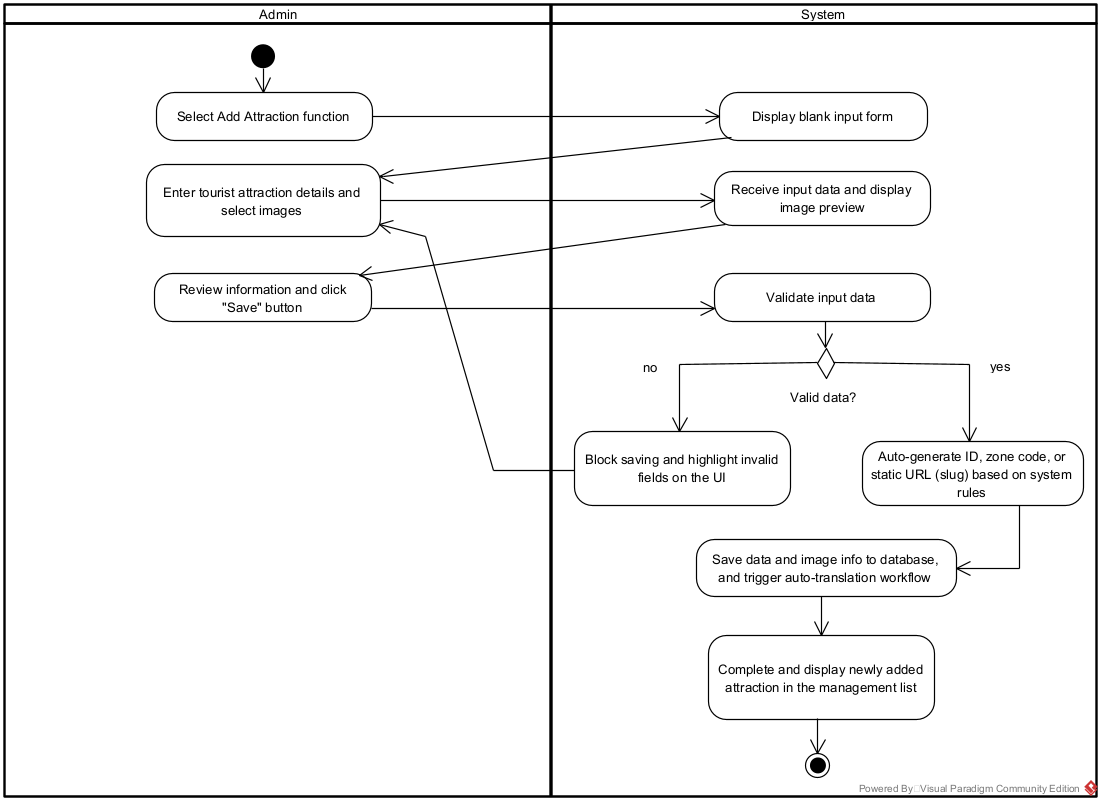 Admin
System
Select Add Attraction function
Display blank input form
Enter tourist attraction details and
select images
Receive input data and display
image preview
Review information and click
"Save" button
Validate input data
no
yes
Valid data?
Block saving and highlight invalid
fields on the UI
Auto-generate ID, zone code, or
static URL (slug) based on system
rules
Save data and image info to database,
and trigger auto-translation workflow
Complete and display newly added
attraction in the management list
Powered By Visual Paradigm Community Edition